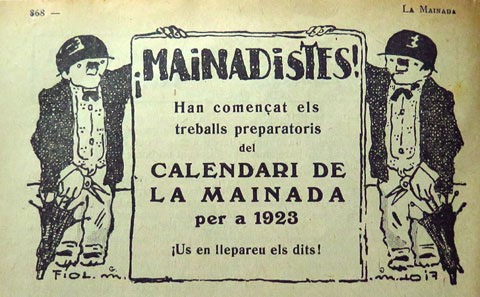 868 —
La Mainada
¡MAiNADiSTES!
Han començat els
treballs preparatoris
del
CALENDARI DE
LA MAINADA
per a 1923
¡Us en llepareu els dits!
FiOL.